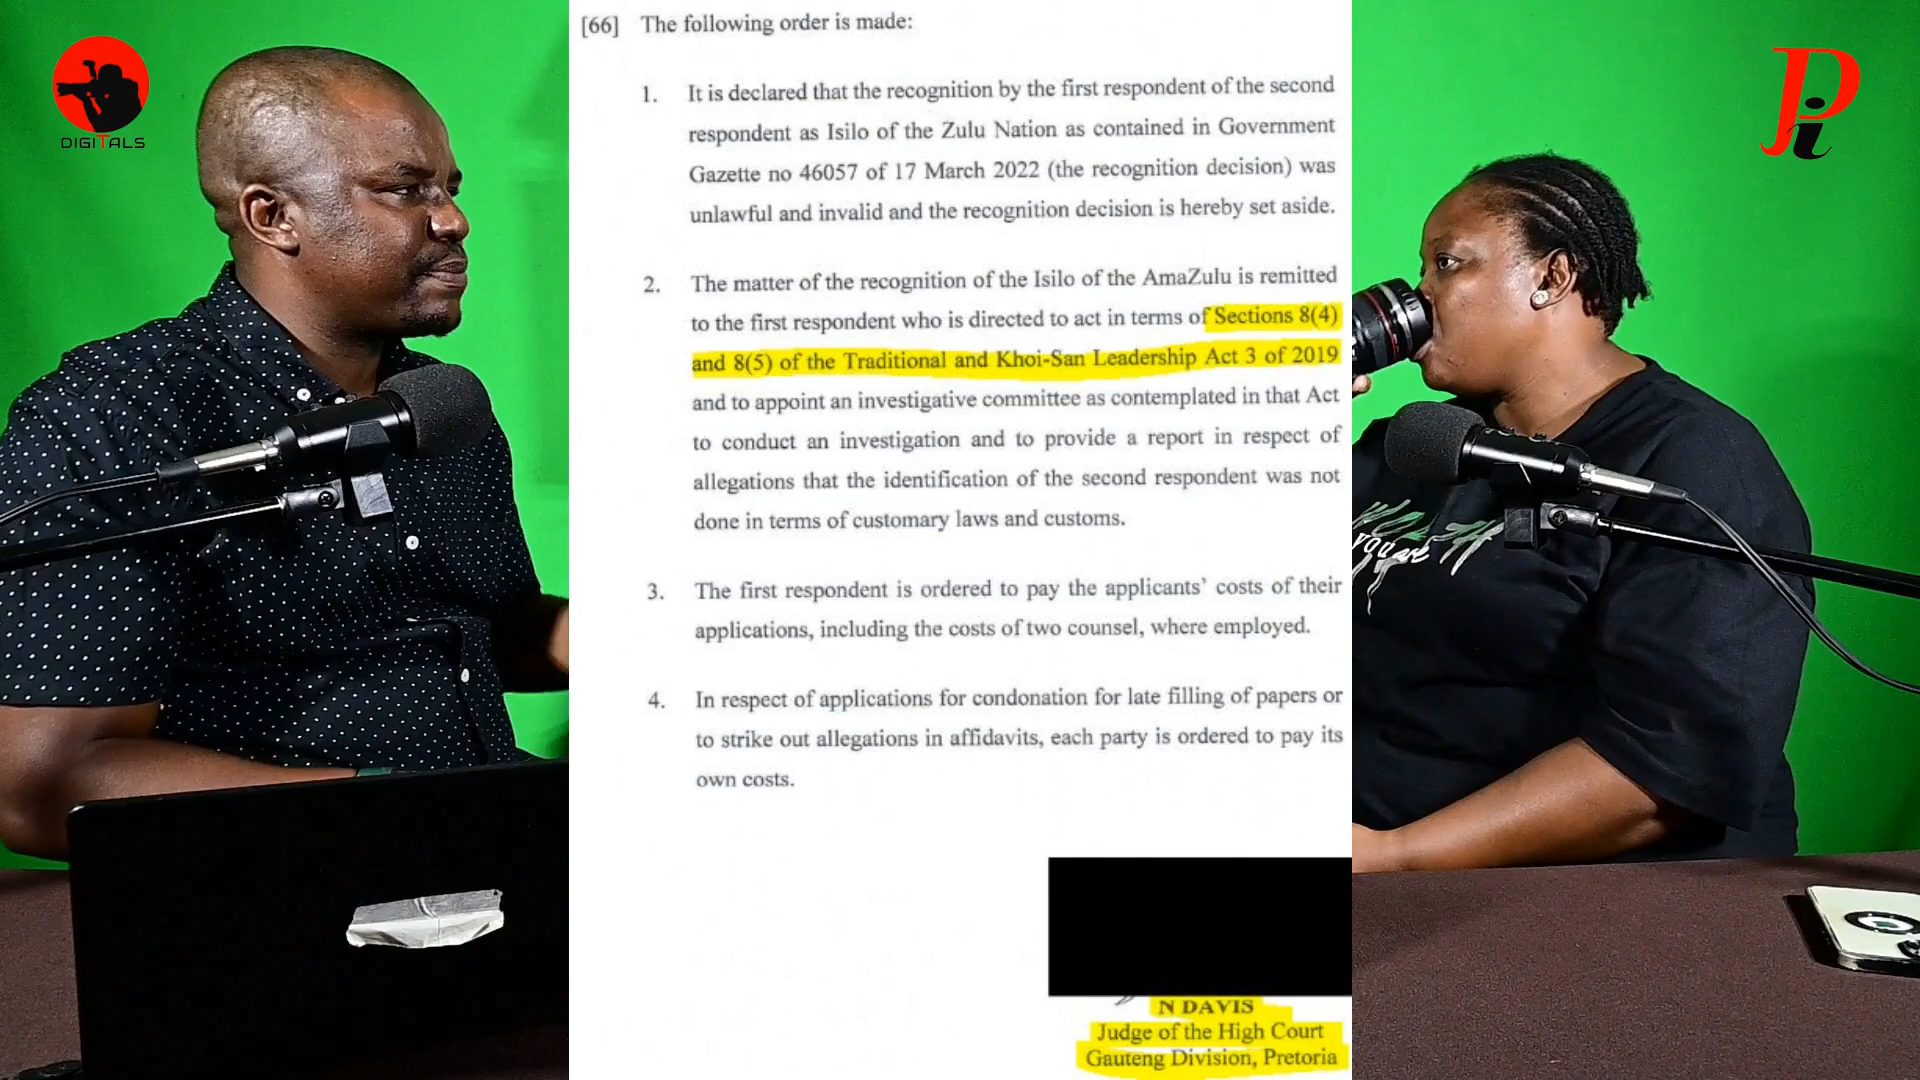 DIGITALS
Pi
[66] The following order is made:
1. It is declared that the recognition by the first respondent of the second
respondent as Isilo of the Zulu Nation as contained in Government
Gazette no 46057 of 17 March 2022 (the recognition decision) was
unlawful and invalid and the recognition decision is hereby set aside.
2. The matter of the recognition of the Isilo of the AmaZulu is remitted
to the first respondent who is directed to act in terms of Sections 8(4)
and 8(5) of the Traditional and Khoi-San Leadership Act 3 of 2019
and to appoint an investigative committee as contemplated in that Act
to conduct an investigation and to provide a report in respect of
allegations that the identification of the second respondent was not
done in terms of customary laws and customs.
3. The first respondent is ordered to pay the applicants’ costs of their
applications, including the costs of two counsel, where employed.
4. In respect of applications for condonation for late filling of papers or
to strike out allegations in affidavits, each party is ordered to pay its
own costs.
N DAVIS
Judge of the High Court
Gauteng Division, Pretoria
you are